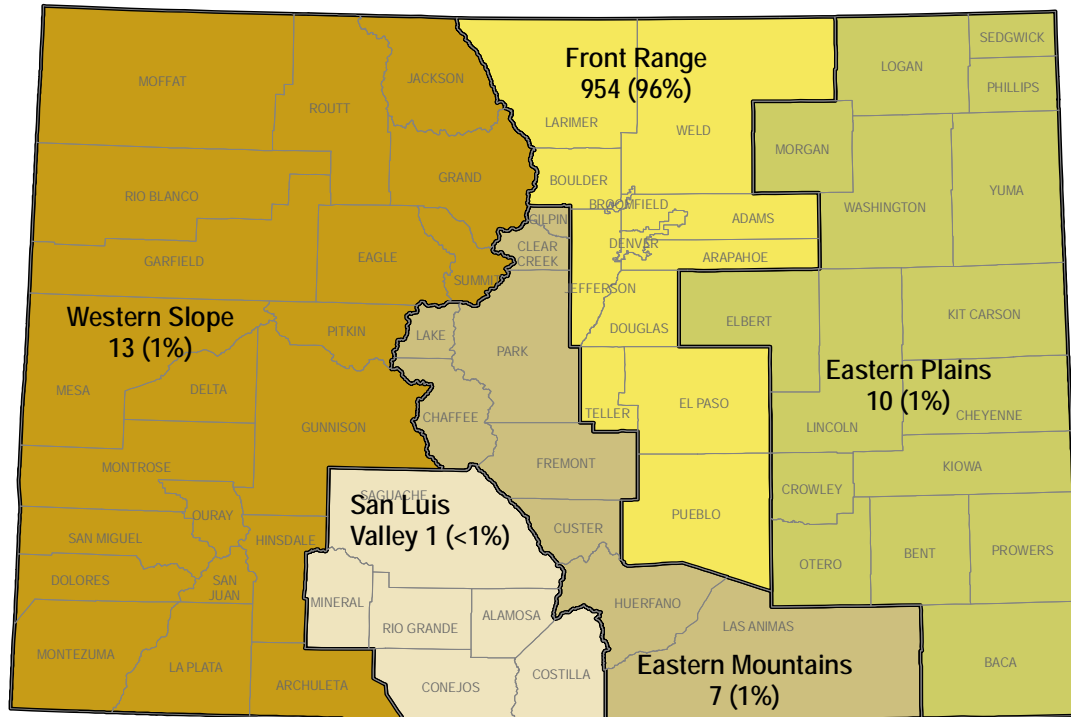 MOFFAT
ROUTT
JACKSON
LARIMER
Front Range
954 (96%)
WELD
LOGAN
SEDGWICK
PHILLIPS
MORGAN
RIO BLANCO
GRAND
BOULDER
BROOMFIELD
WASHINGTON
YUMA
GARFIELD
EAGLE
SUMMIT
GILPIN
CLEAR
CREEK
DENVER
ADAMS
ARAPAHOE
JEFFERSON
Western Slope
13 (1%)
PITKIN
LAKE
PARK
DOUGLAS
ELBERT
KIT CARSON
MESA
DELTA
GUNNISON
CHAFFEE
TELLER
EL PASO
Eastern Plains
10 (1%)
LINCOLN
CHEYENNE
MONTROSE
FREMONT
CROWLEY
KIOWA
OURAY
SAGUACHE
San Luis
Valley 1 (<1%)
CUSTER
PUEBLO
SAN MIGUEL
HINSDALE
OTERO
BENT
PROWERS
DOLORES
SAN
JUAN
MINERAL
RIO GRANDE
ALAMOSA
HUERFANO
LAS ANIMAS
MONTEZUMA
LA PLATA
ARCHULETA
CONEJOS
COSTILLA
Eastern Mountains
7 (1%)
BACA